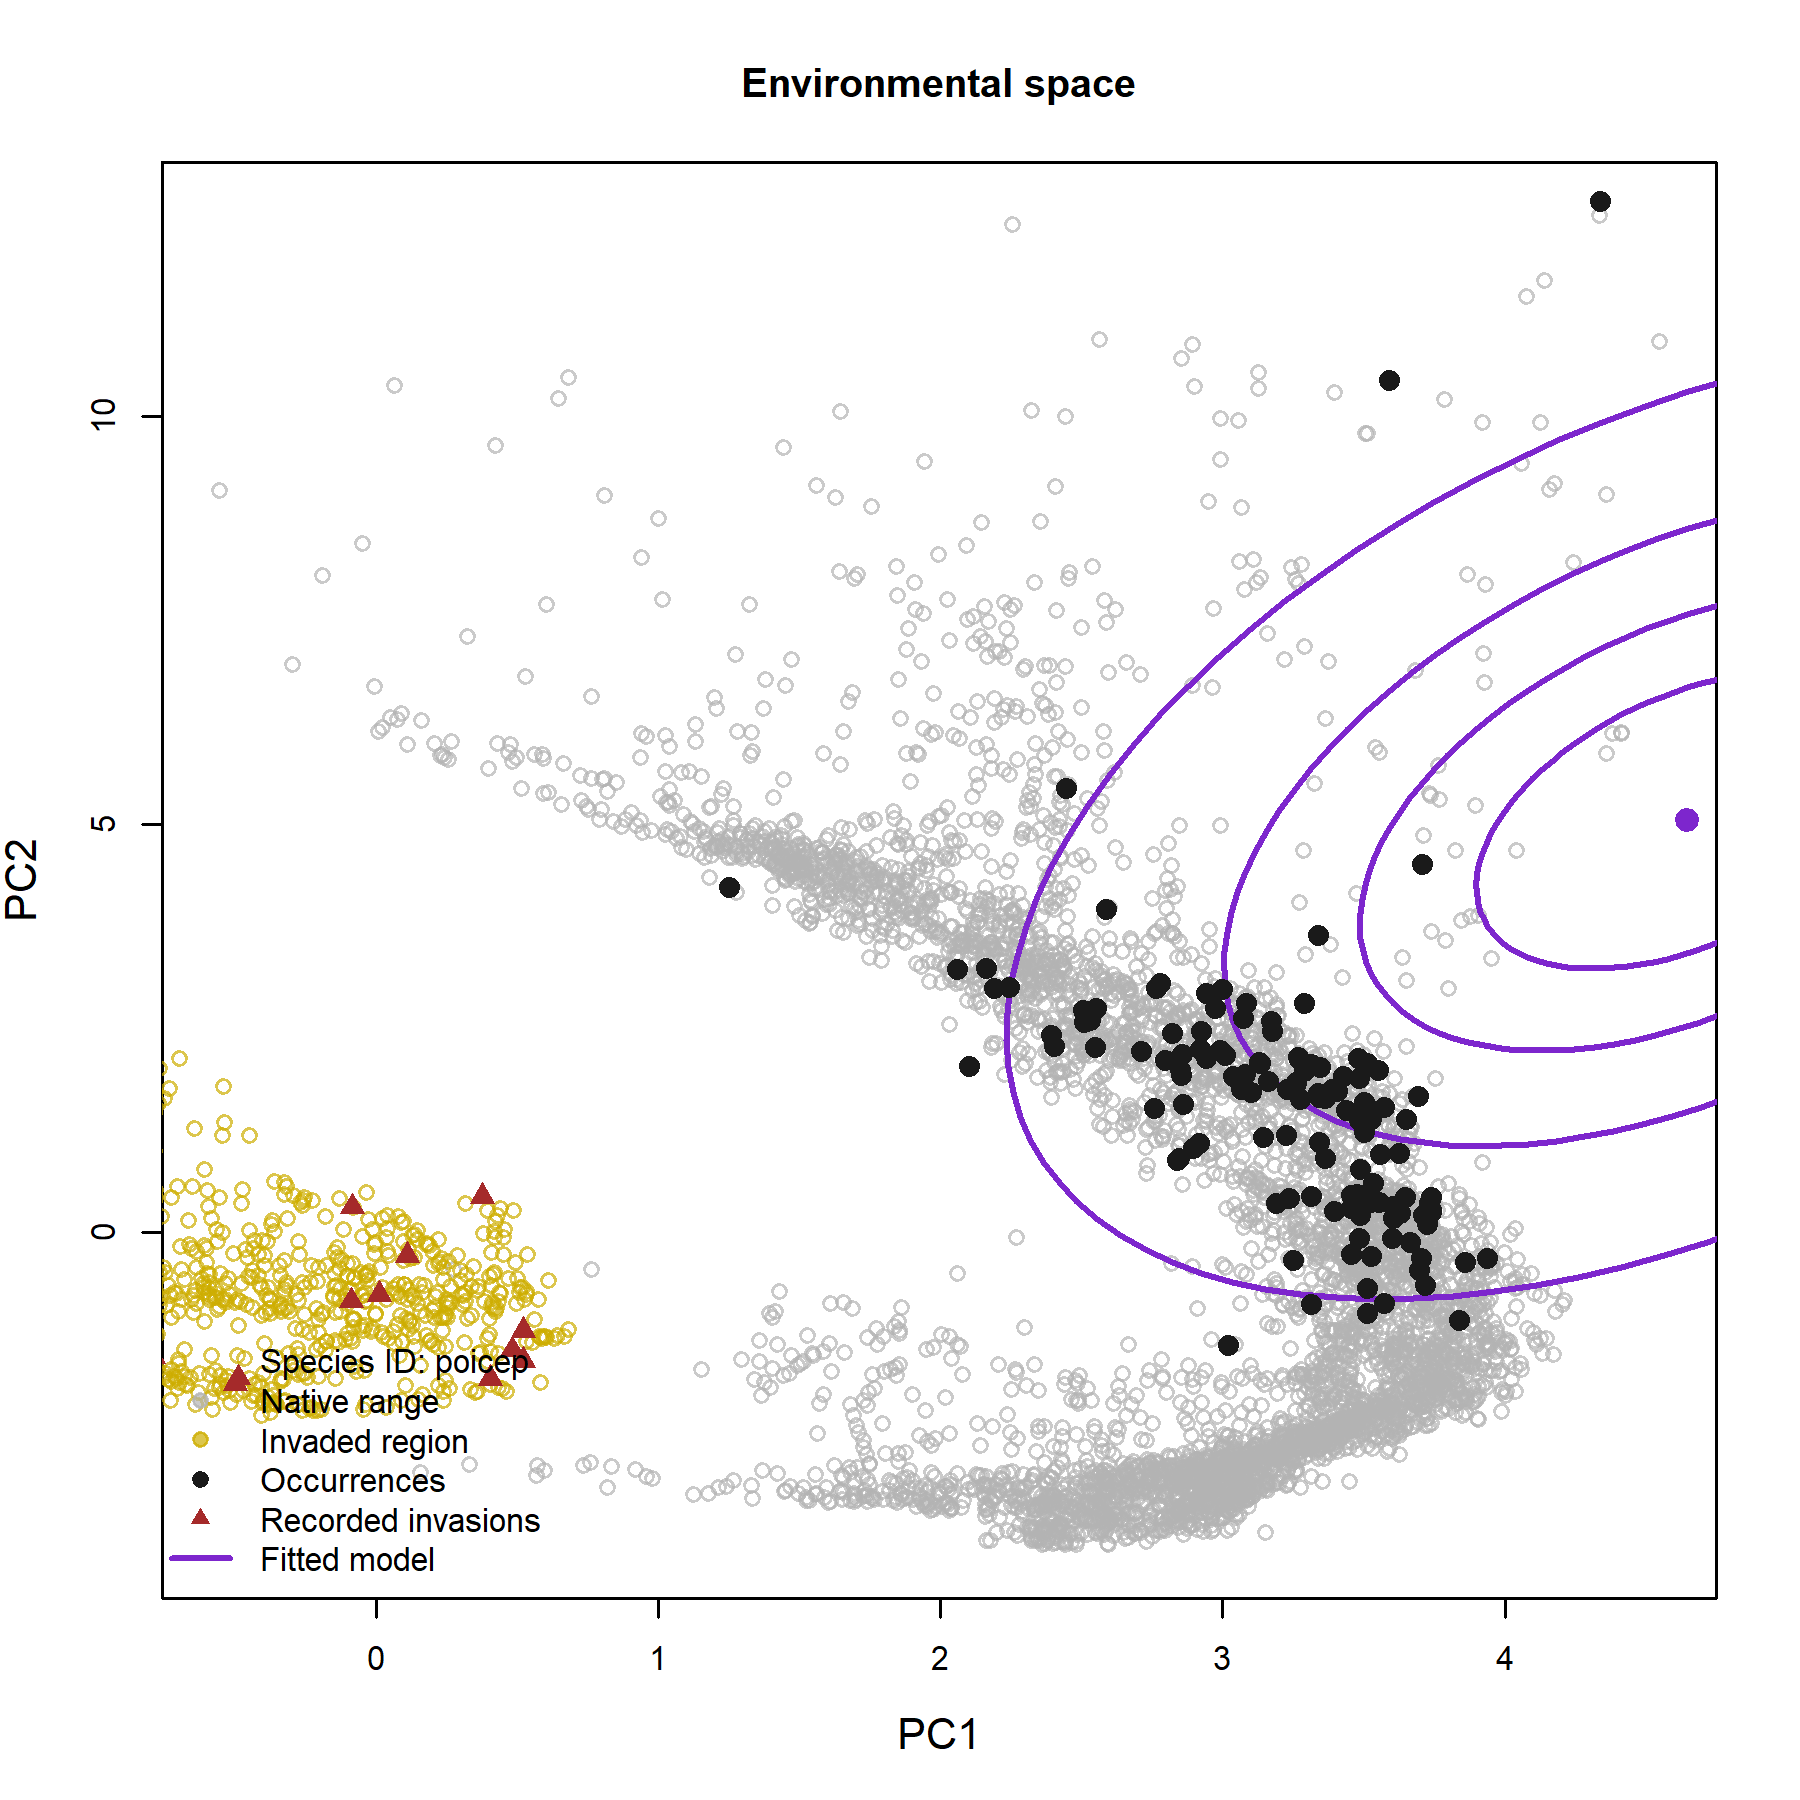 Environmental space
PC2
10
5
0
Species ID: poicep
Native range
Invaded region
Occurrences
Recorded invasions
Fitted model
0 1 2 3 4
PC1